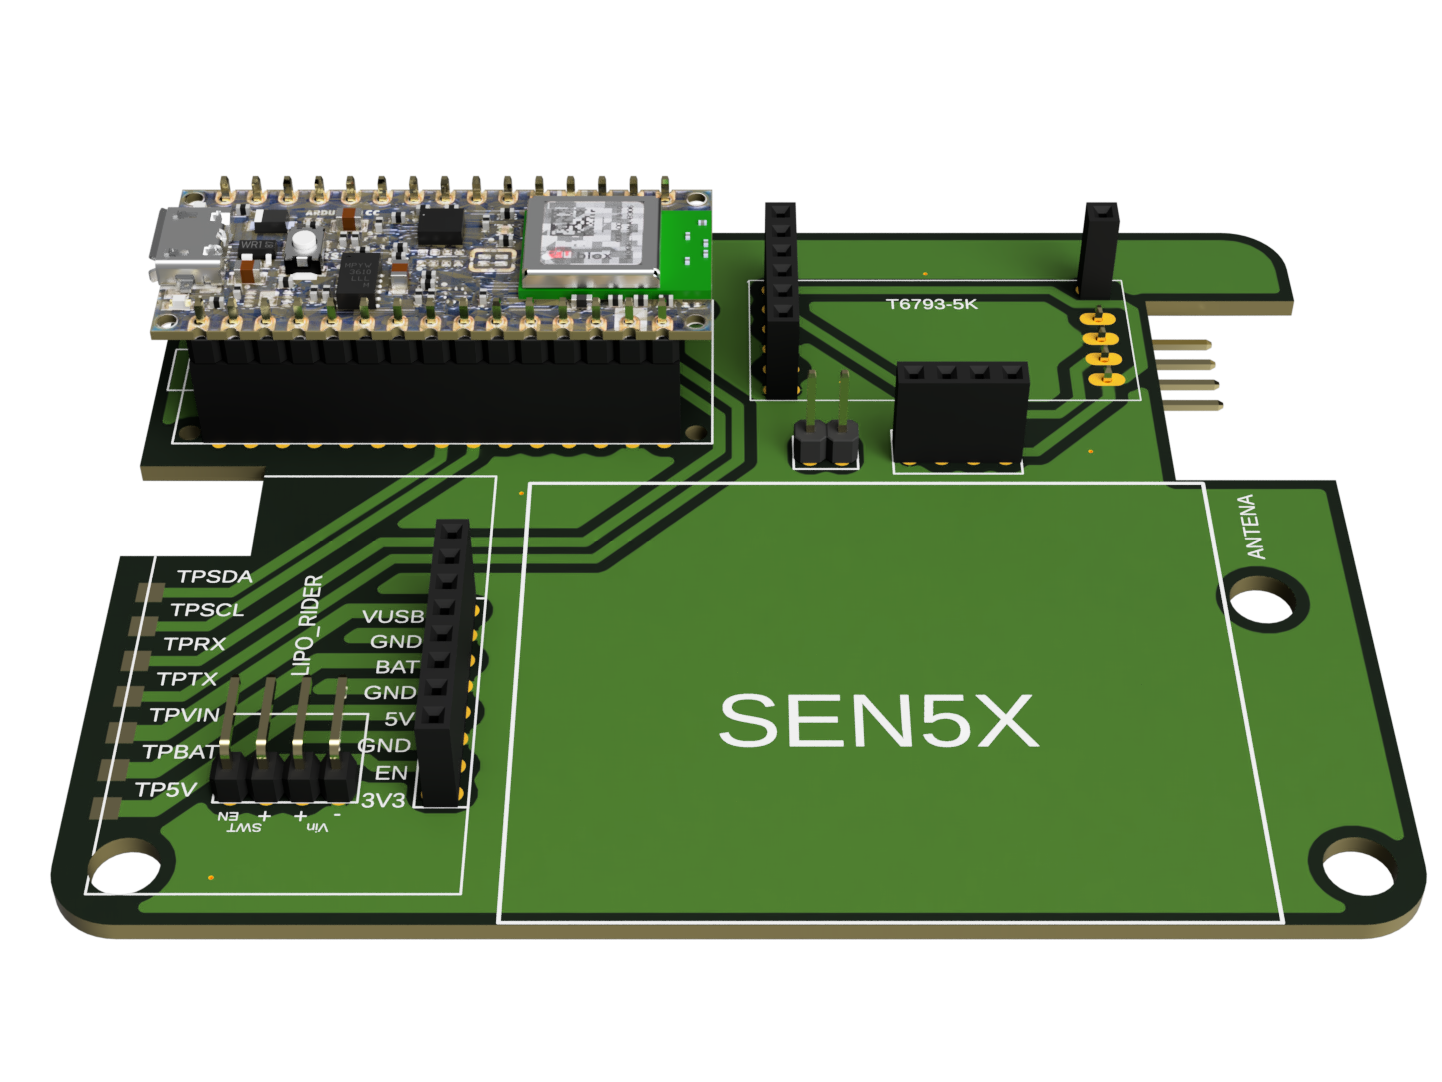 T6793-5K
ANTENA
TPSDA
TPSCL
TPRX
TPTX
TPVIN
TPBAT
TP5V
LIPO_RIDER
VUSB
GND
BAT
GND
5V
GND
EN
3V3
EN + + -
SWT Vin
SEN5X